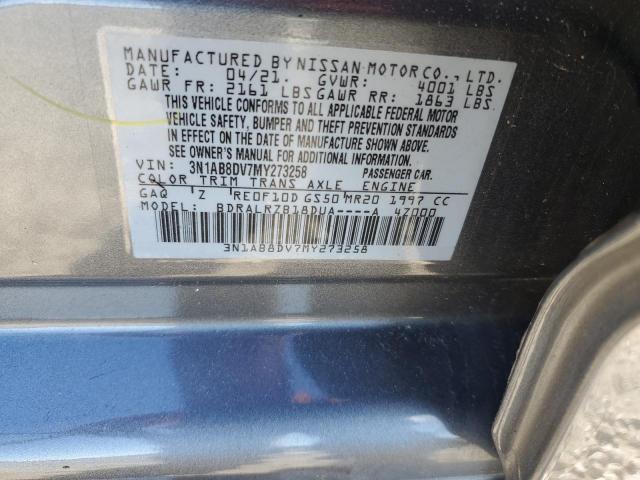 MANUFACTURED BY NISSAN MOTOR CO., LTD.
DATE: 04/21. GVWR: 4001 LBS
GAWR FR: 2161 LBS GAWR RR: 1863 LBS.
THIS VEHICLE CONFORMS TO ALL APPLICABLE FEDERAL MOTOR
VEHICLE SAFETY, BUMPER AND THEFT PREVENTION STANDARDS
IN EFFECT ON THE DATE OF MANUFACTURE SHOWN ABOVE.
SEE OWNER'S MANUAL FOR ADDITIONAL INFORMATION.
VIN: 3N1AB8DV7MY273258 PASSENGER CAR.
COLOR TRIM TRANS AXLE ENGINE
GAQ Z RE0F10D GS50 MR20 1997 CC
BDRALRZB18DUA----A 47000
3N1AB8DV7MY273258